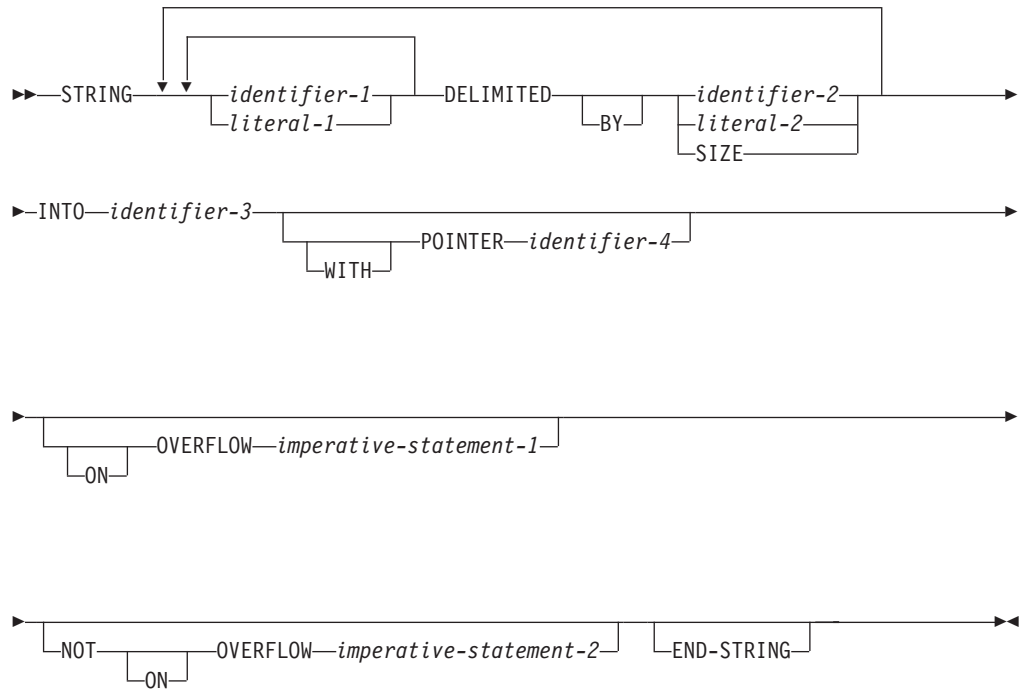 STRING identifier-1 DELIMITED identifier-2
literal-1 BY literal-2
SIZE
INTO identifier-3
POINTER identifier-4
WITH
OVERFLOW imperative-statement-1
ON
NOT OVERFLOW imperative-statement-2 END-STRING
ON